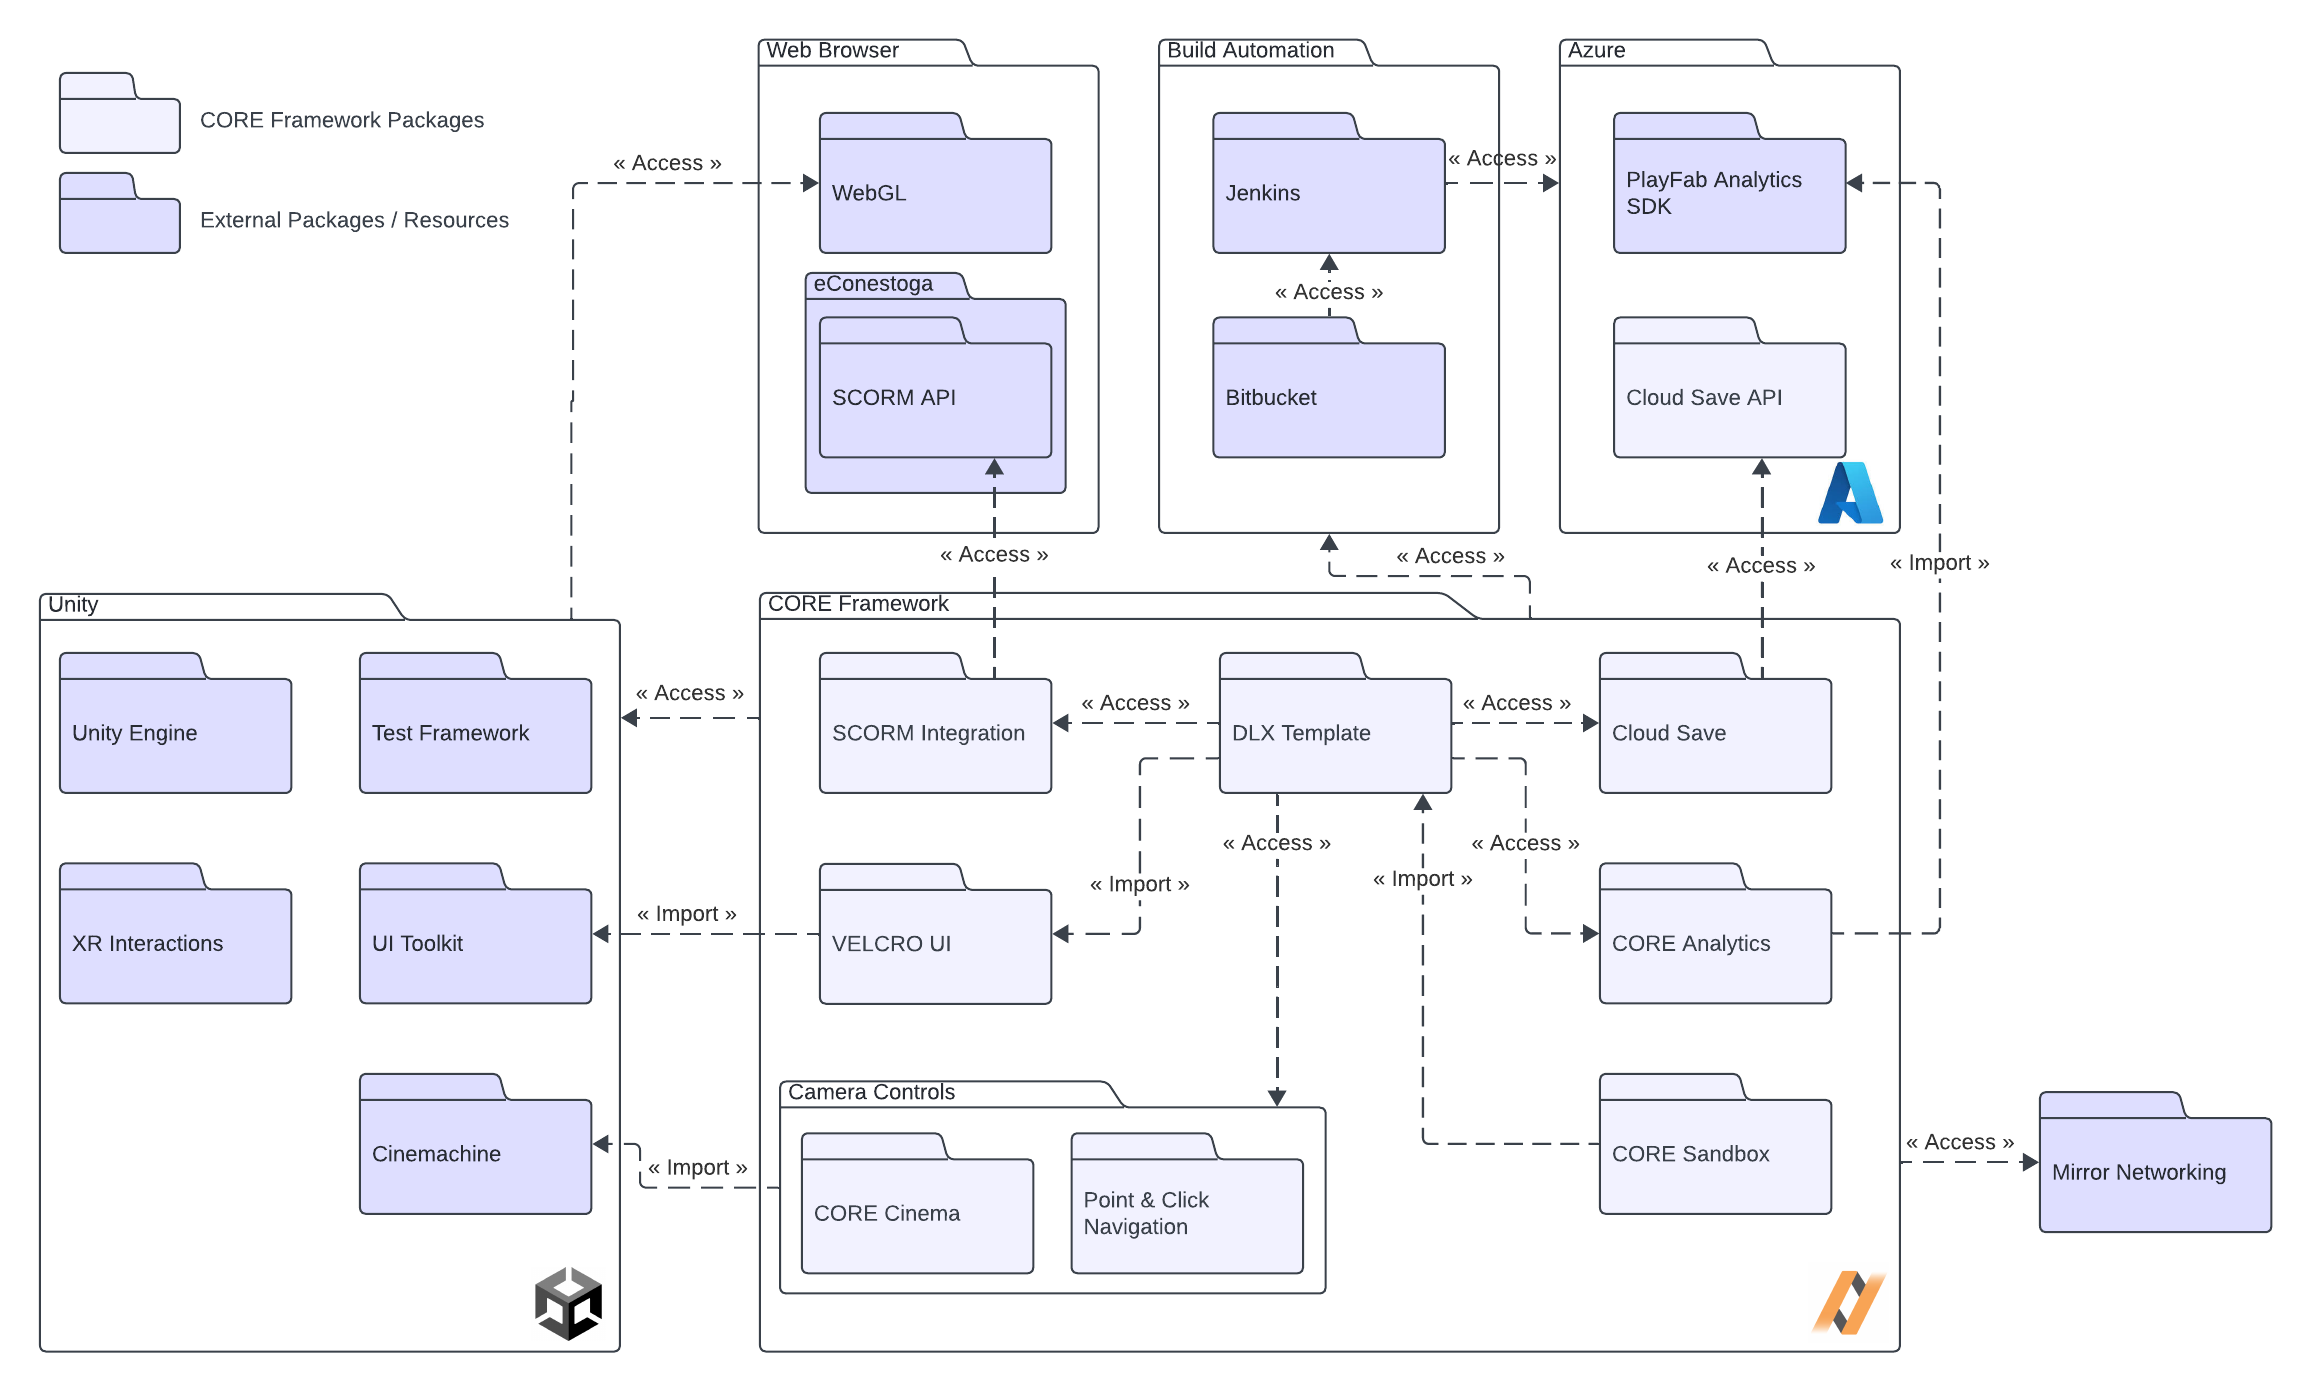 CORE Framework Packages
External Packages / Resources
Web Browser
WebGL
eConestoga
SCORM API
Build Automation
Jenkins
« Access »
Bitbucket
Azure
PlayFab Analytics
SDK
Cloud Save API
« Access »
« Access »
« Access »
« Access »
« Access »
« Import »
Unity
Unity Engine
Test Framework
XR Interactions
UI Toolkit
Cinemachine
« Access »
« Import »
« Import »
CORE Framework
SCORM Integration
« Access »
DLX Template
« Access »
Cloud Save
« Access »
« Access »
« Import »
« Import »
VELCRO UI
CORE Analytics
Camera Controls
CORE Cinema
Point & Click
Navigation
CORE Sandbox
« Access »
Mirror Networking